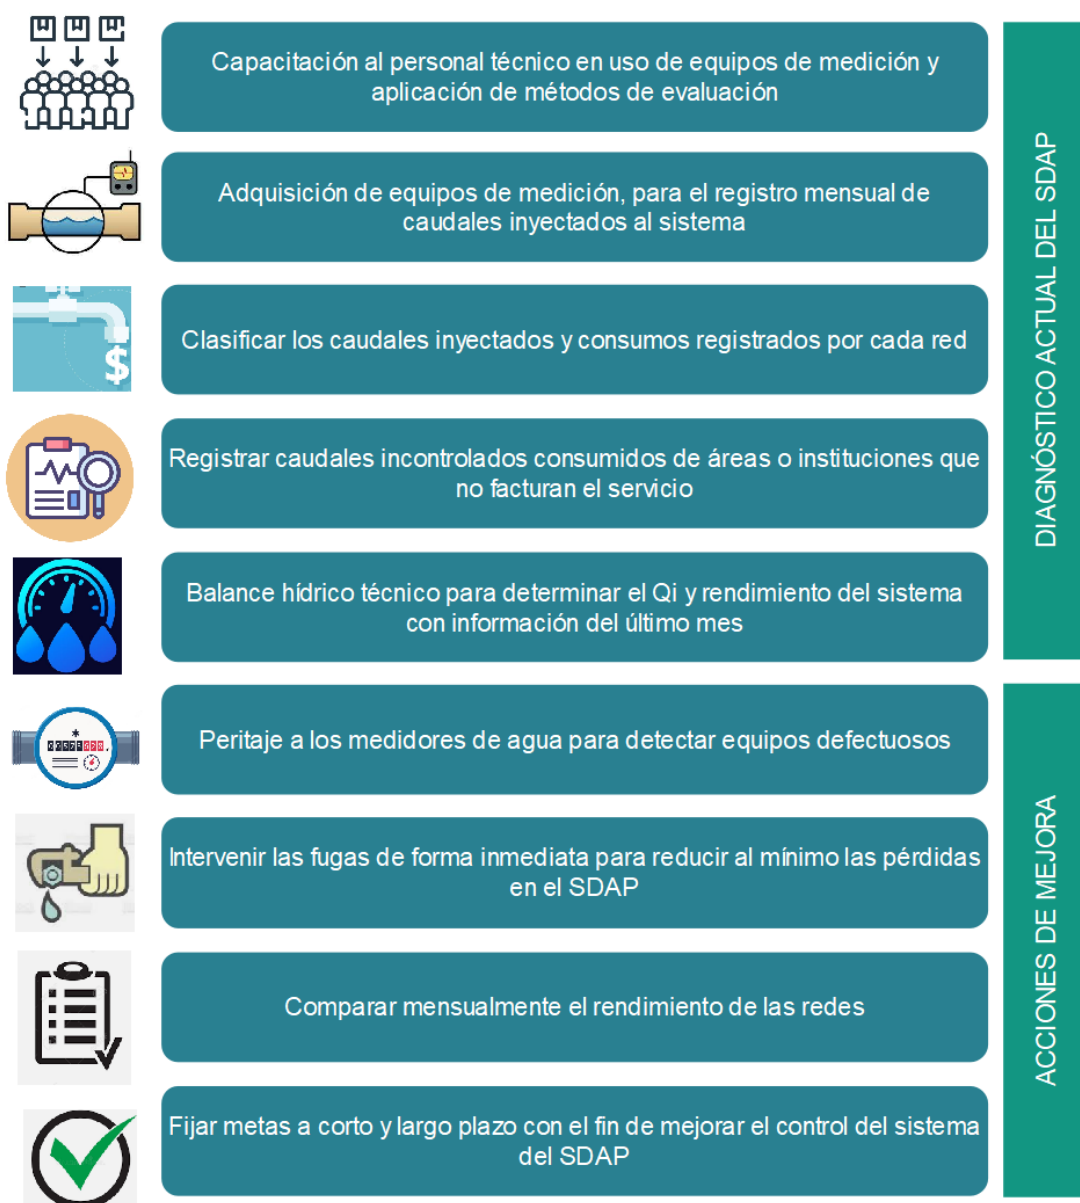 Capacitación al personal técnico en uso de equipos de medición y
aplicación de métodos de evaluación
Adquisición de equipos de medición, para el registro mensual de
caudales inyectados al sistema
Clasificar los caudales inyectados y consumos registrados por cada red
$
Registrar caudales incontrolados consumidos de áreas o instituciones que
no facturan el servicio
Balance hídrico técnico para determinar el Qi y rendimiento del sistema
con información del último mes
DIAGNÓSTICO ACTUAL DEL SDAP
Peritaje a los medidores de agua para detectar equipos defectuosos
Intervenir las fugas de forma inmediata para reducir al mínimo las pérdidas
en el SDAP
Comparar mensualmente el rendimiento de las redes
Fijar metas a corto y largo plazo con el fin de mejorar el control del sistema
del SDAP
ACCIONES DE MEJORA